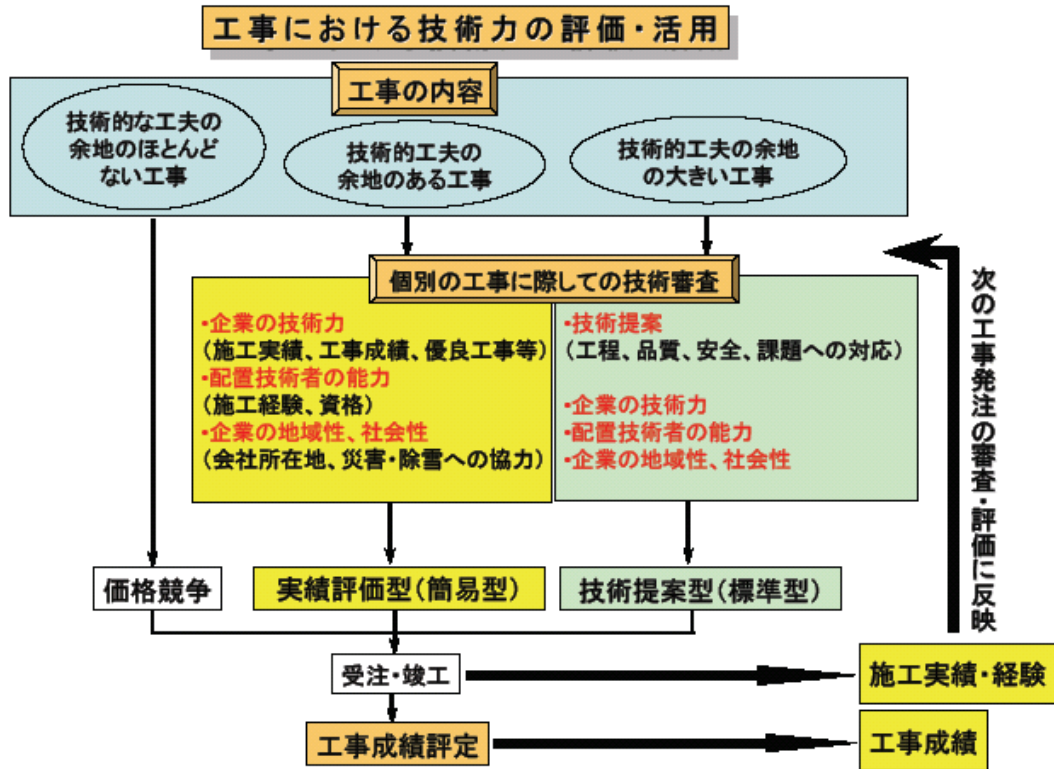 工事における技術力の評価・活用
工事の内容
技術的な工夫の
余地のほとんど
ない工事
技術的工夫の
余地のある工事
技術的工夫の余地
の大きい工事
個別の工事に際しての技術審査
・企業の技術力
(施工実績、工事成績、優良工事等)
・配置技術者の能力
(施工経験、資格)
・企業の地域性、社会性
(会社所在地、災害・除雪への協力)
・技術提案
(工程、品質、安全、課題への対応)
・企業の技術力
・配置技術者の能力
・企業の地域性、社会性
次の工事発注の審査・評価に反映
価格競争
実績評価型(簡易型)
技術提案型(標準型)
受注・竣工
施工実績・経験
工事成績評定
工事成績